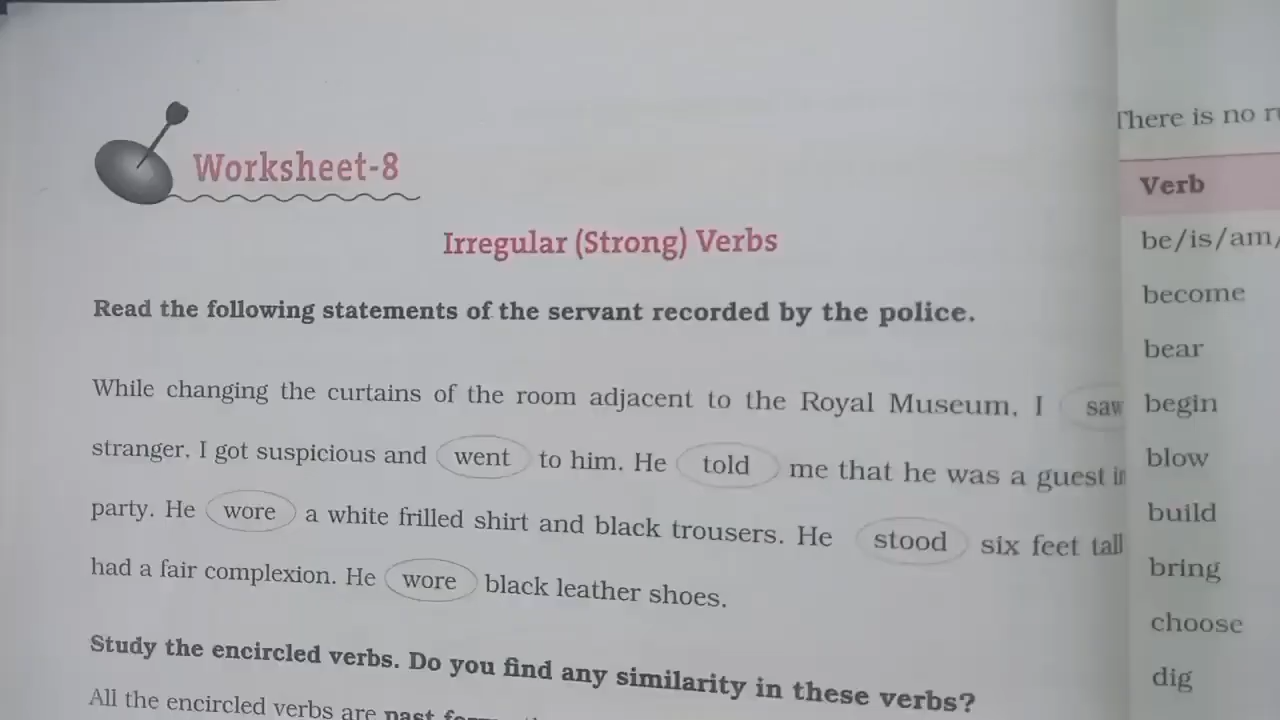 Worksheet-8
Irregular (Strong) Verbs
Read the following statements of the servant recorded by the police.
While changing the curtains of the room adjacent to the Royal Museum, I saw
stranger. I got suspicious and went to him. He told me that he was a guest in
party. He wore a white frilled shirt and black trousers. He stood six feet tall
had a fair complexion. He wore black leather shoes.
Study the encircled verbs. Do you find any similarity in these verbs?
All the encircled verbs are past
There is no
Verb
be/is/am/
become
bear
begin
blow
build
bring
choose
dig